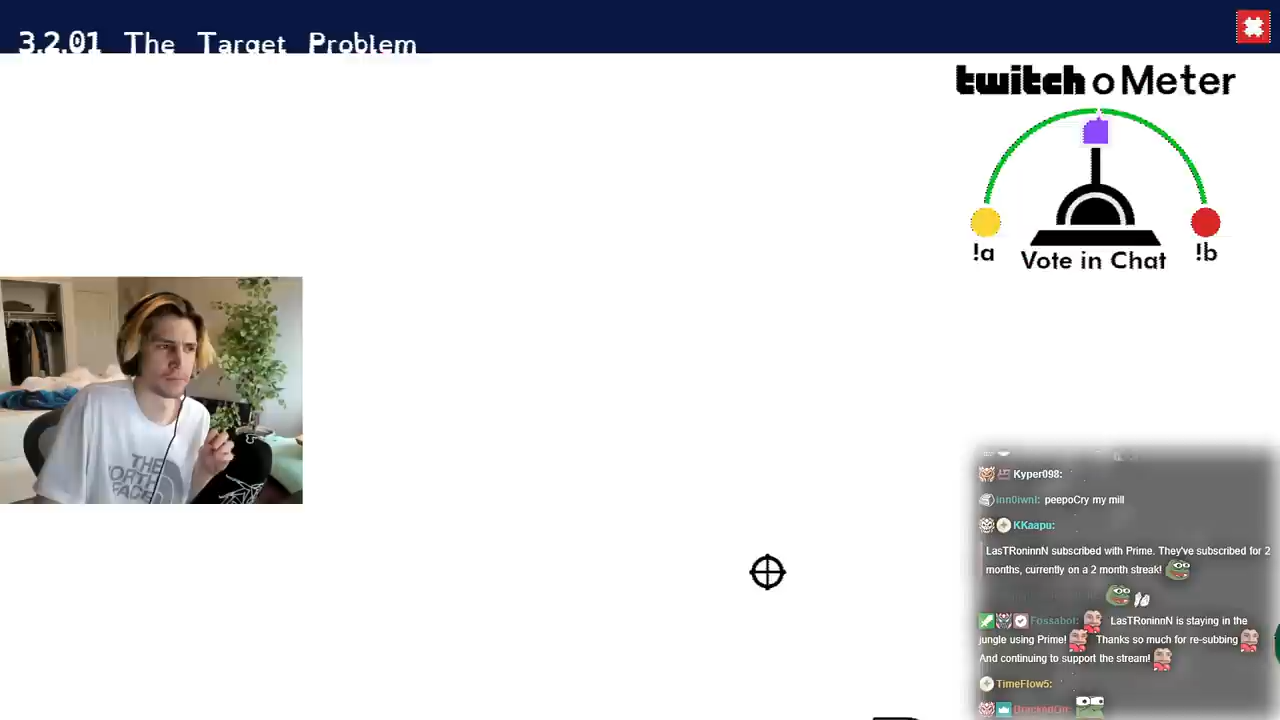 3.2.01 The Target Problem
twitch o Meter
!a
Vote in Chat
!b
THE
NORTH
FACE
Kyper098:
inn0iwnl: peepoCry my mill
KKaapu:
LasTRoninnN subscribed with Prime. They've subscribed for 2
months, currently on a 2 month streak!
Fossabot: LasTRoninnN is staying in the
jungle using Prime! Thanks so much for re-subbing
And continuing to support the stream!
TimeFlow5: